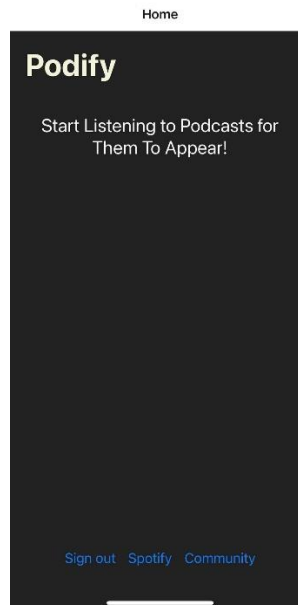 Home
Podify
Start Listening to Podcasts for
Them To Appear!
Sign out Spotify Community